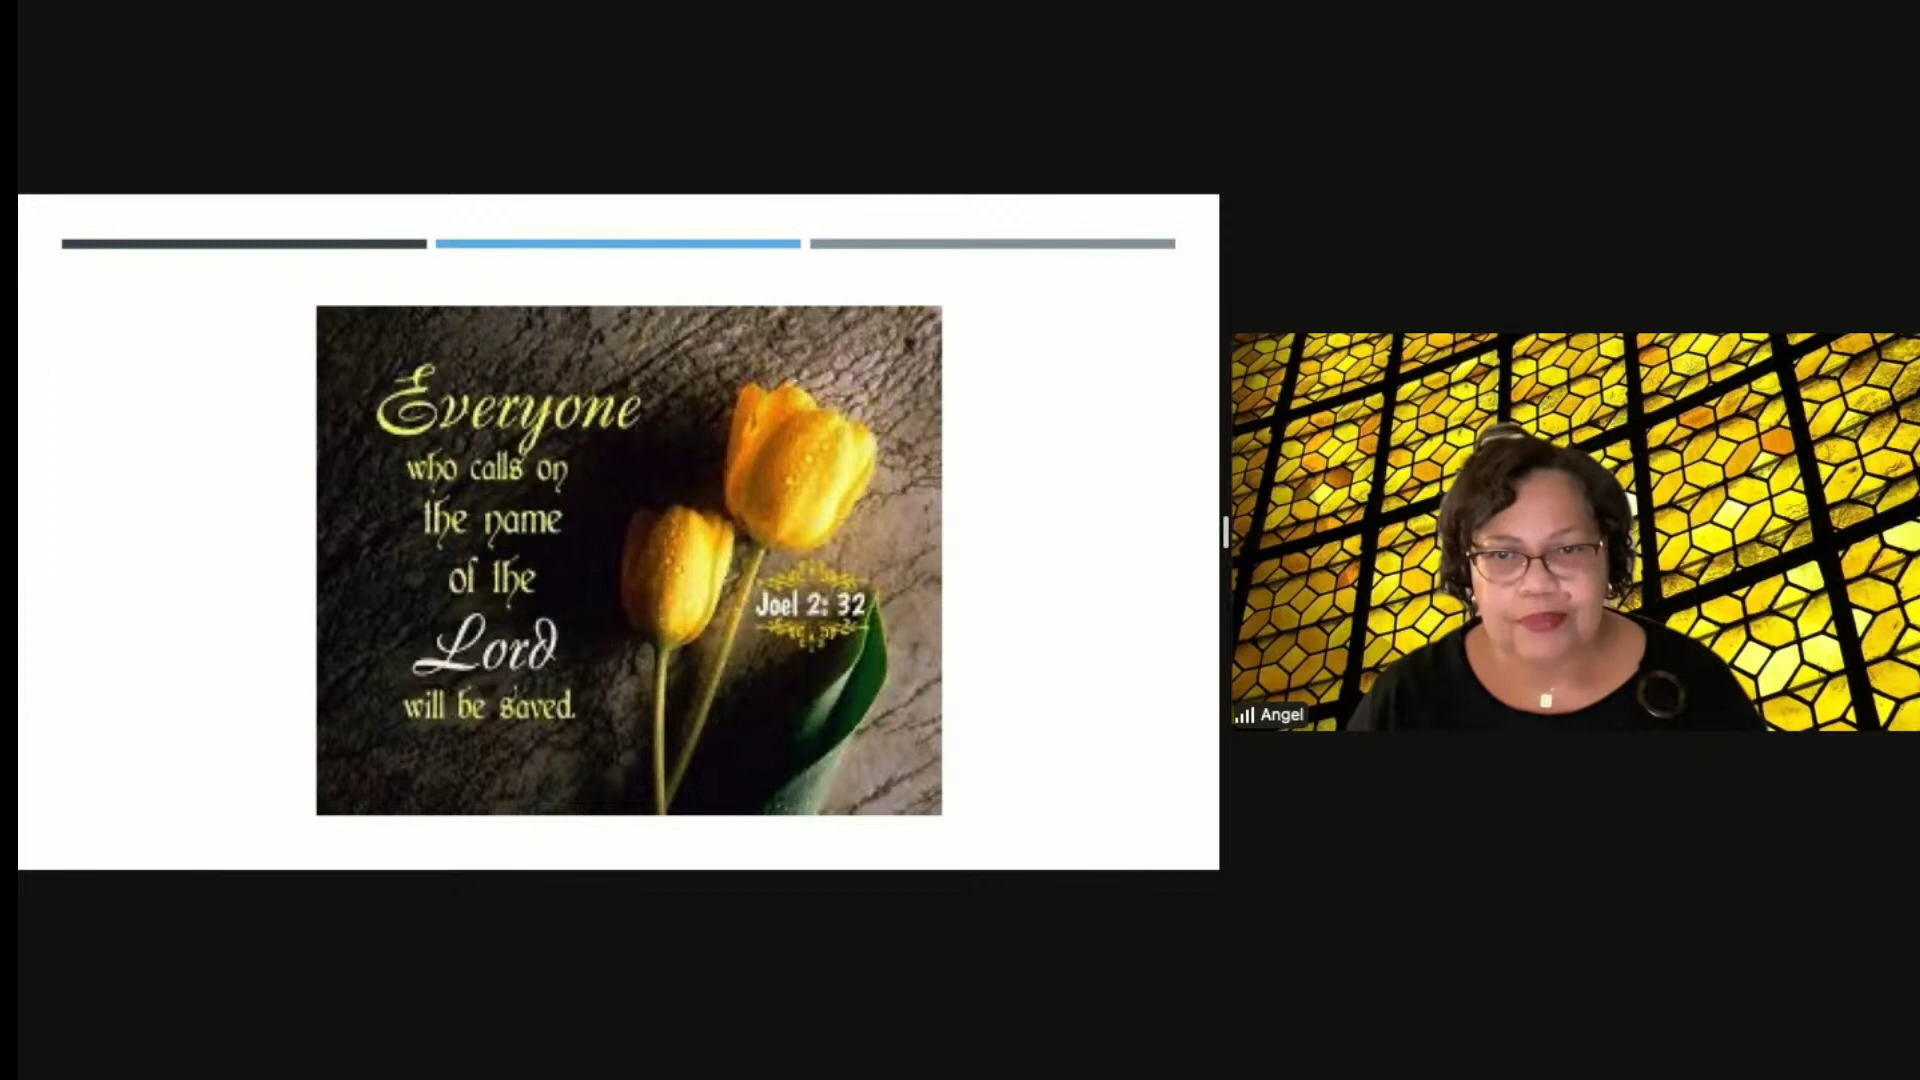 Everyone
who calls on
the name
of the
Lord
will be saved.
Joel 2: 32
Angel